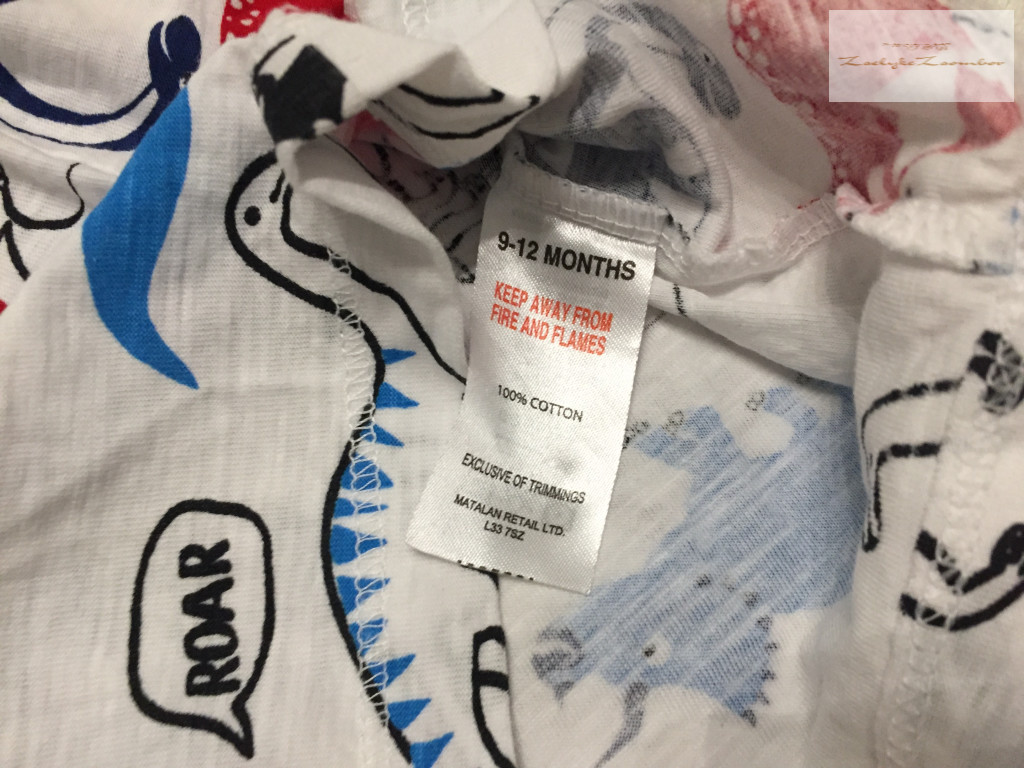 9-12 MONTHS
KEEP AWAY FROM
FIRE AND FLAMES
100% COTTON
EXCLUSIVE OF TRIMMINGS
MATALAN RETAIL LTD.
L33 7SZ
ROAR